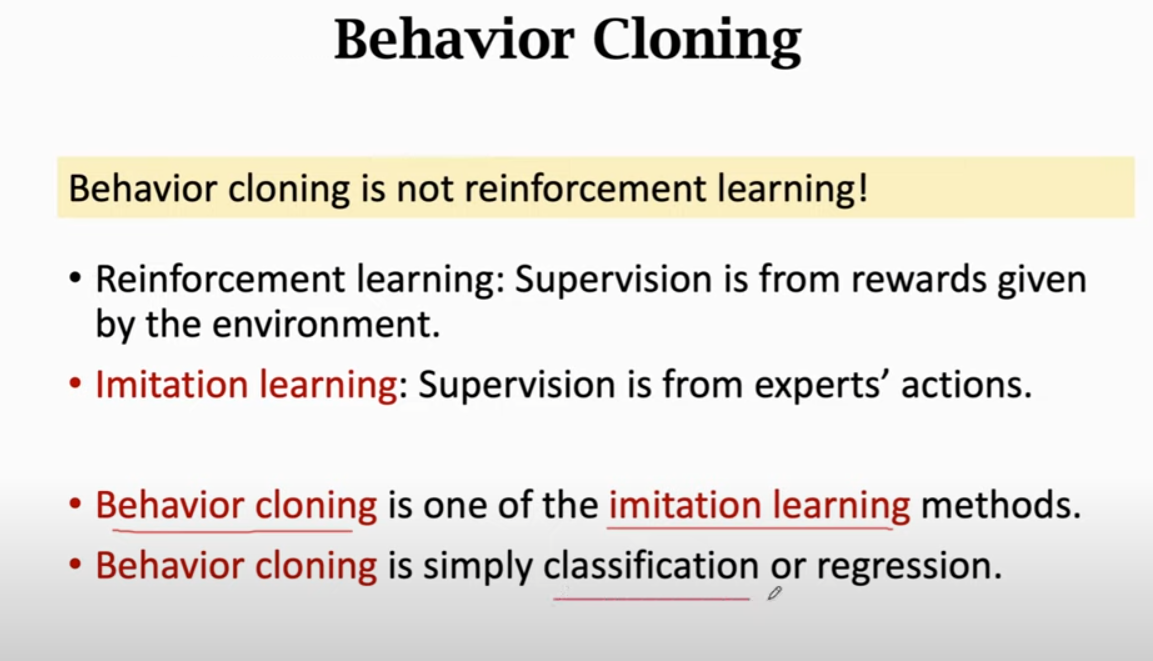 Behavior Cloning
Behavior cloning is not reinforcement learning!
• Reinforcement learning: Supervision is from rewards given
by the environment.
• Imitation learning: Supervision is from experts’ actions.
• Behavior cloning is one of the imitation learning methods.
• Behavior cloning is simply classification or regression.